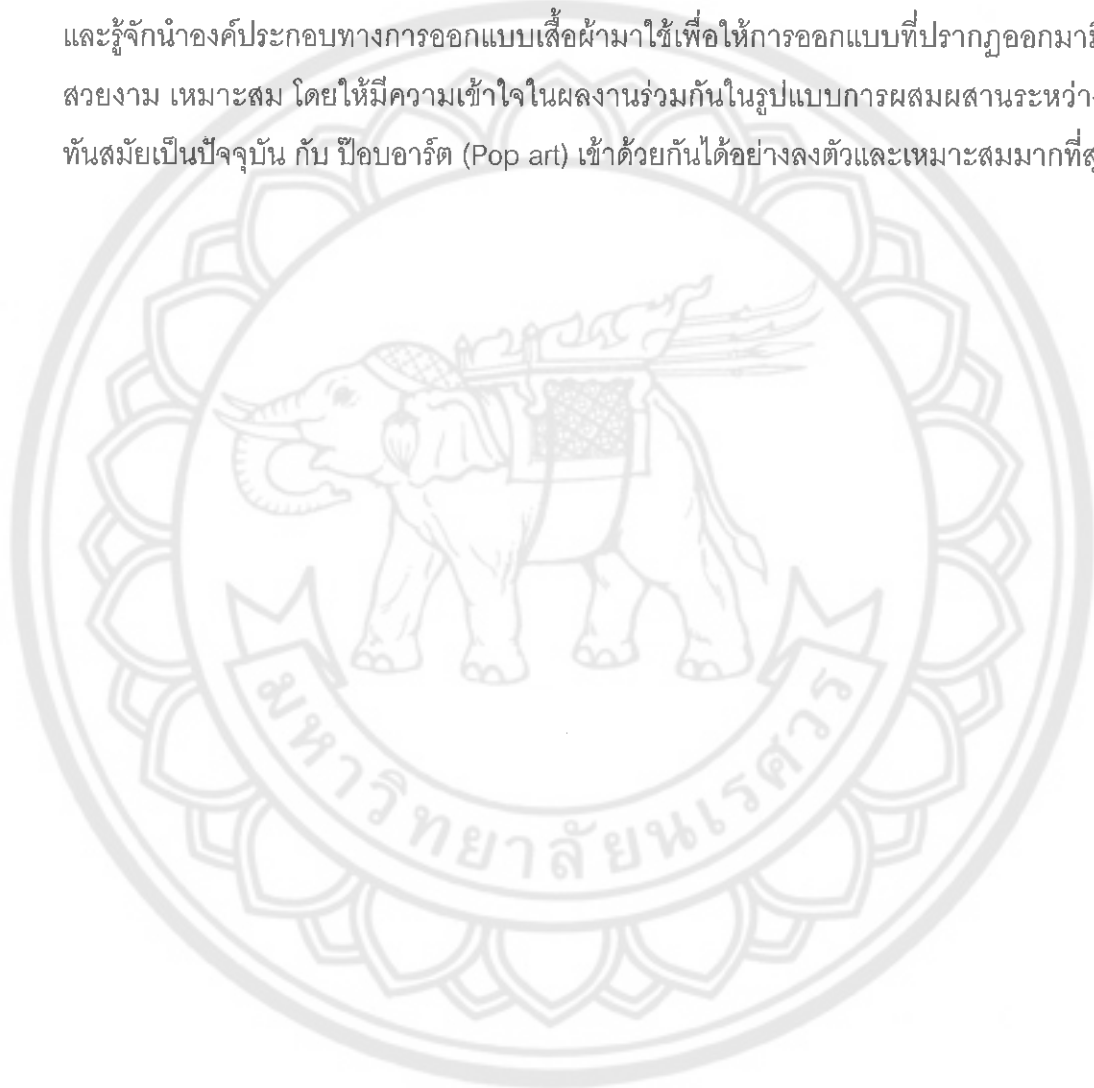 และรู้จักนำองค์ประกอบทางการออกแบบเสื้อผ้ามาใช้เพื่อให้การออกแบบที่ปรากฏออกมามี
สวยงาม เหมาะสม โดยให้มีความเข้าใจในผลงานร่วมกันในรูปแบบการผสมผสานระหว่าง
ทันสมัยเป็นปัจจุบัน กับ ป๊อบอาร์ต (Pop art) เข้าด้วยกันได้อย่างลงตัวและเหมาะสมมากที่สุ
มหาวิทยาลัยนเรศวร